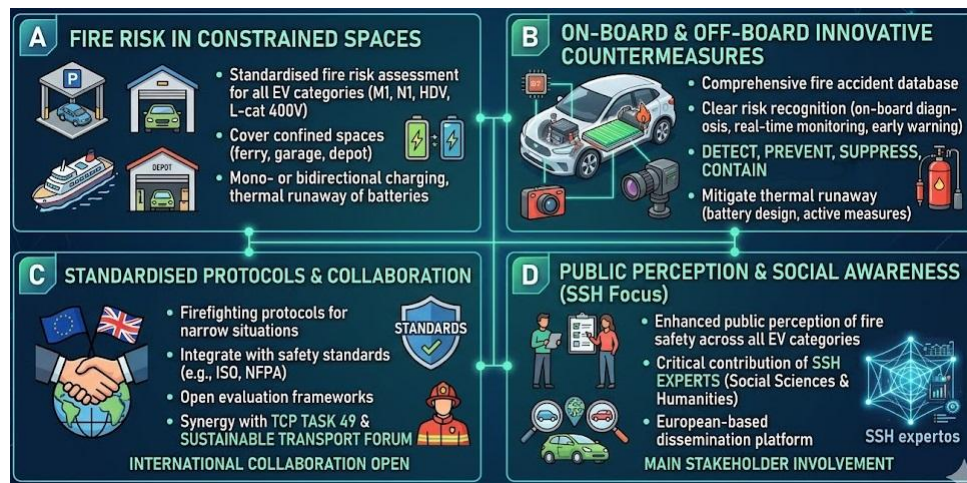 A FIRE RISK IN CONSTRAINED SPACES
P
DEPOT
• Standardised fire risk assessment
for all EV categories (M1, N1, HDV,
L-cat 400V)
• Cover confined spaces
(ferry, garage, depot)
• Mono- or bidirectional charging,
thermal runaway of batteries
B ON-BOARD & OFF-BOARD INNOVATIVE
COUNTERMEASURES
• Comprehensive fire accident database
• Clear risk recognition (on-board diagn-
osis, real-time monitoring, early warning)
• DETECT, PREVENT, SUPPRESS,
CONTAIN
• Mitigate thermal runaway
(battery design, active measures)
C STANDARDISED PROTOCOLS & COLLABORATION
• Firefighting protocols for
narrow situations
• Integrate with safety standards
(e.g., ISO, NFPA)
• Open evaluation frameworks
• Synergy with TCP TASK 49 &
SUSTAINABLE TRANSPORT FORUM
STANDARDS
INTERNATIONAL COLLABORATION OPEN
D PUBLIC PERCEPTION & SOCIAL AWARENESS
(SSH Focus)
• Enhanced public perception of fire
safety across all EV categories
• Critical contribution of SSH
EXPERTS (Social Sciences &
Humanities)
• European-based
dissemination platform
SSH expertos
MAIN STAKEHOLDER INVOLVEMENT